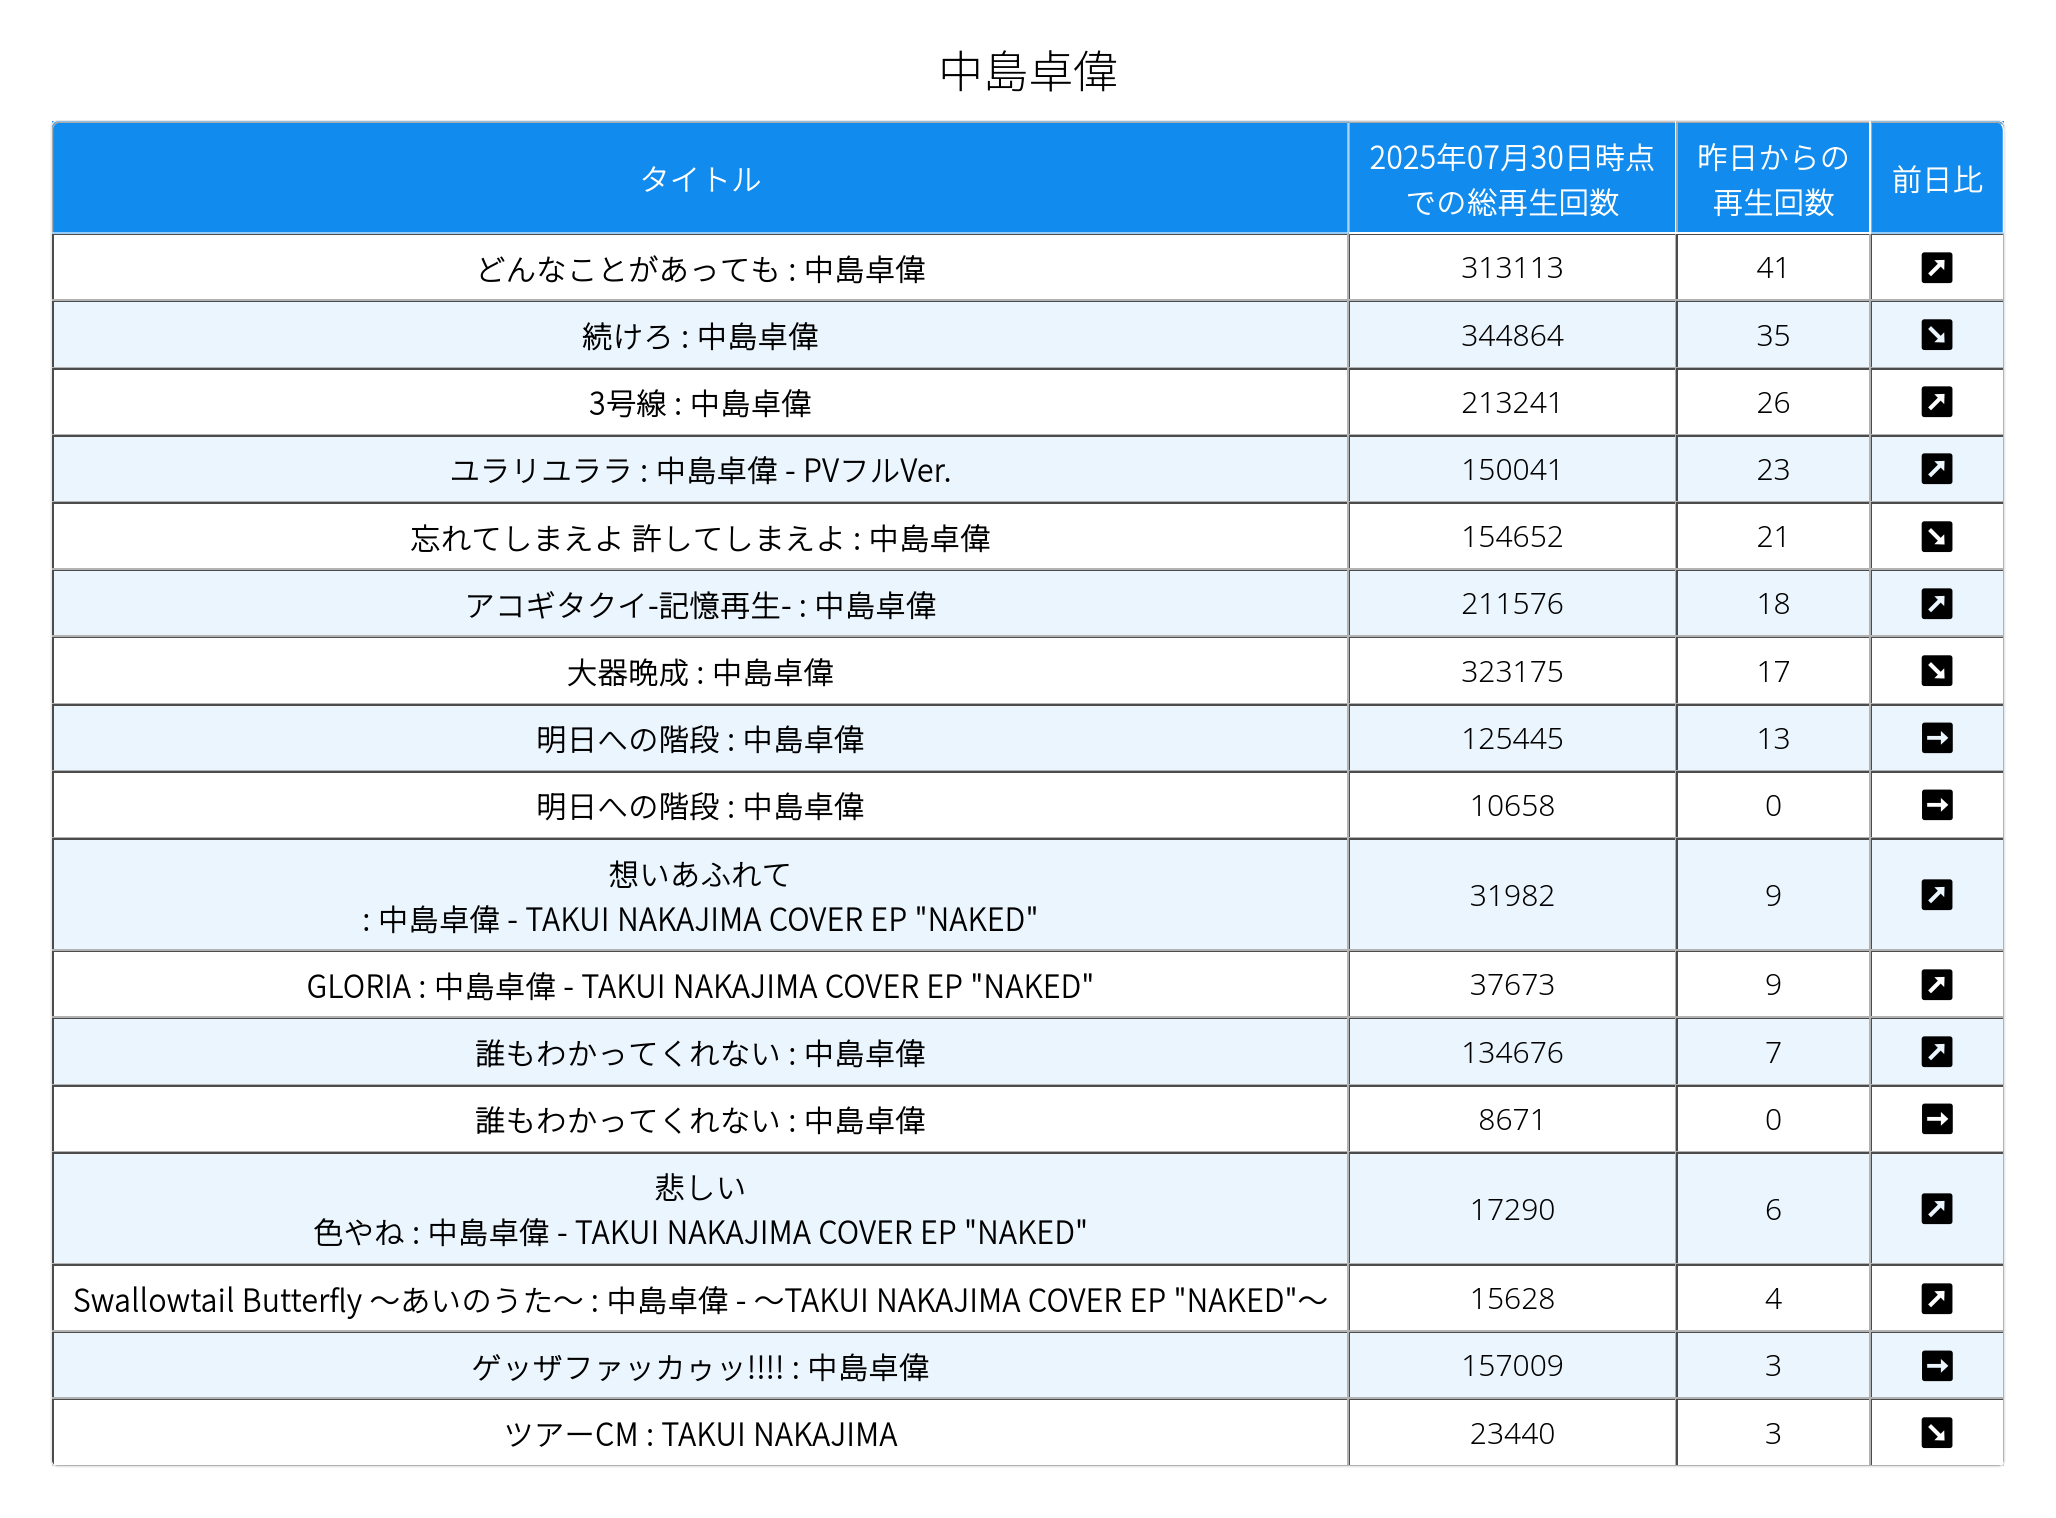 中島卓偉
タイトル 2025年07月30日時点 昨日からの 前日比
での総再生回数 再生回数
どんなことがあっても : 中島卓偉 313113 41 ↗
続けろ : 中島卓偉 344864 35 ↘
3号線 : 中島卓偉 213241 26 ↗
ユラリユララ : 中島卓偉 - PVフルVer. 150041 23 ↗
忘れてしまえよ 許してしまえよ : 中島卓偉 154652 21 ↘
アコギタクイ-記憶再生- : 中島卓偉 211576 18 ↗
大器晩成 : 中島卓偉 323175 17 ↘
明日への階段 : 中島卓偉 125445 13 →
明日への階段 : 中島卓偉 10658 0 →
想いあふれて
: 中島卓偉 - TAKUI NAKAJIMA COVER EP "NAKED" 31982 9 ↗
GLORIA : 中島卓偉 - TAKUI NAKAJIMA COVER EP "NAKED" 37673 9 ↗
誰もわかってくれない : 中島卓偉 134676 7 ↗
誰もわかってくれない : 中島卓偉 8671 0 →
悲しい
色やね : 中島卓偉 - TAKUI NAKAJIMA COVER EP "NAKED" 17290 6 ↗
Swallowtail Butterfly 〜あいのうた〜 : 中島卓偉 - 〜TAKUI NAKAJIMA COVER EP "NAKED"〜 15628 4 ↗
ゲッザファッカゥッ!!!! : 中島卓偉 157009 3 →
ツアーCM : TAKUI NAKAJIMA 23440 3 ↘